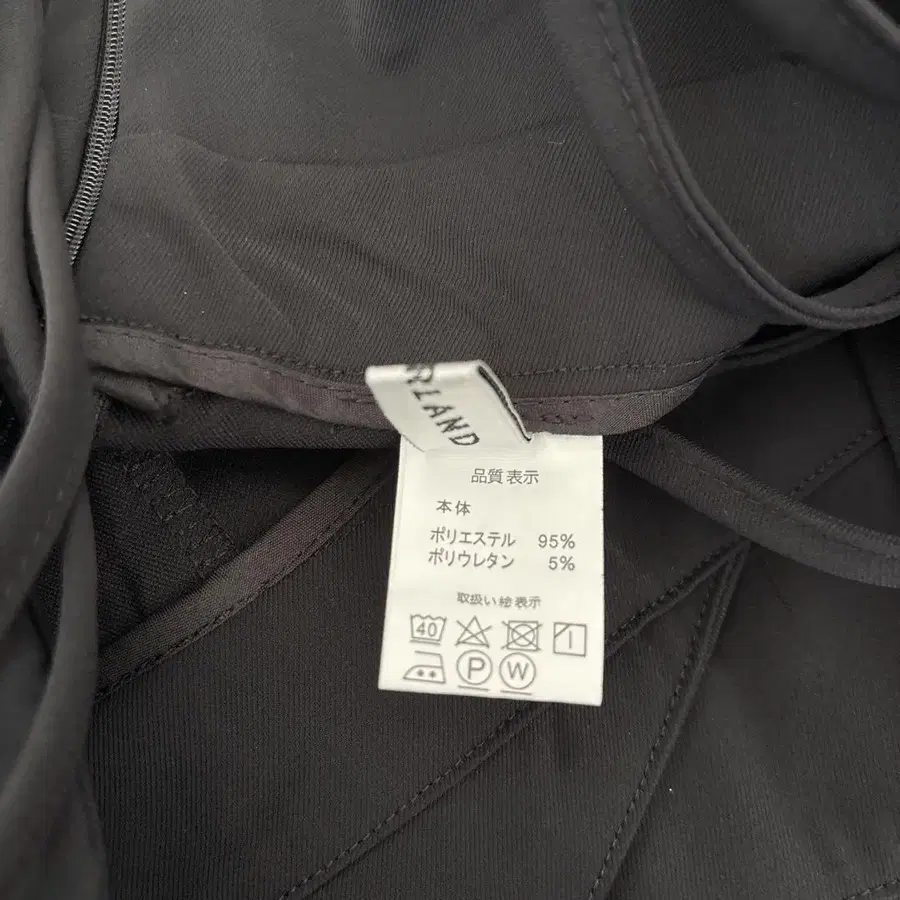 RLAND
品質表示
本体
ポリエステル 95%
ポリウレタン 5%
取扱い絵表示
40
P W